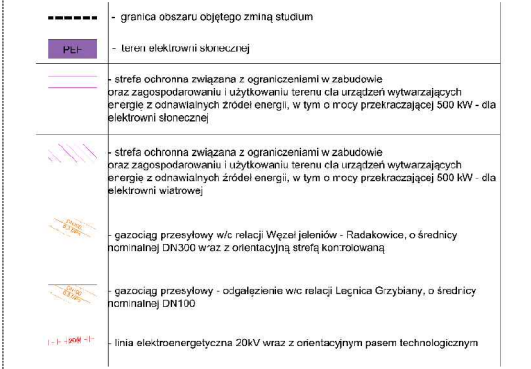 - granica obszaru objętego zminą studium
PEF - teren elektrowni słonecznej
- strefa ochronna związana z ograniczeniami w zabudowie
oraz zagospodarowaniu i użytkowaniu terenu dla urządzeń wytwarzających
energię z odnawialnych źródeł energii, w tym o mocy przekraczającej 500 kW - dla
elektrowni słonecznej
- strefa ochronna związana z ograniczeniami w zabudowie
oraz zagospodarowaniu i użytkowaniu terenu dla urządzeń wytwarzających
energię z odnawialnych źródeł energii, w tym o mocy przekraczającej 500 kW - dla
elektrowni wiatrowej
- gazociąg przesyłowy w/c relacji Węzeł jeleniów - Radakowice, o średnicy
nominalnej DN300 wraz z orientacyjną strefą kontrolowaną
- gazociąg przesyłowy - odgałęzienie w/c relacji Legnica Grzybiany, o średnicy
nominalnej DN100
- linia elektroenergetyczna 20kV wraz z orientacyjnym pasem technologicznym